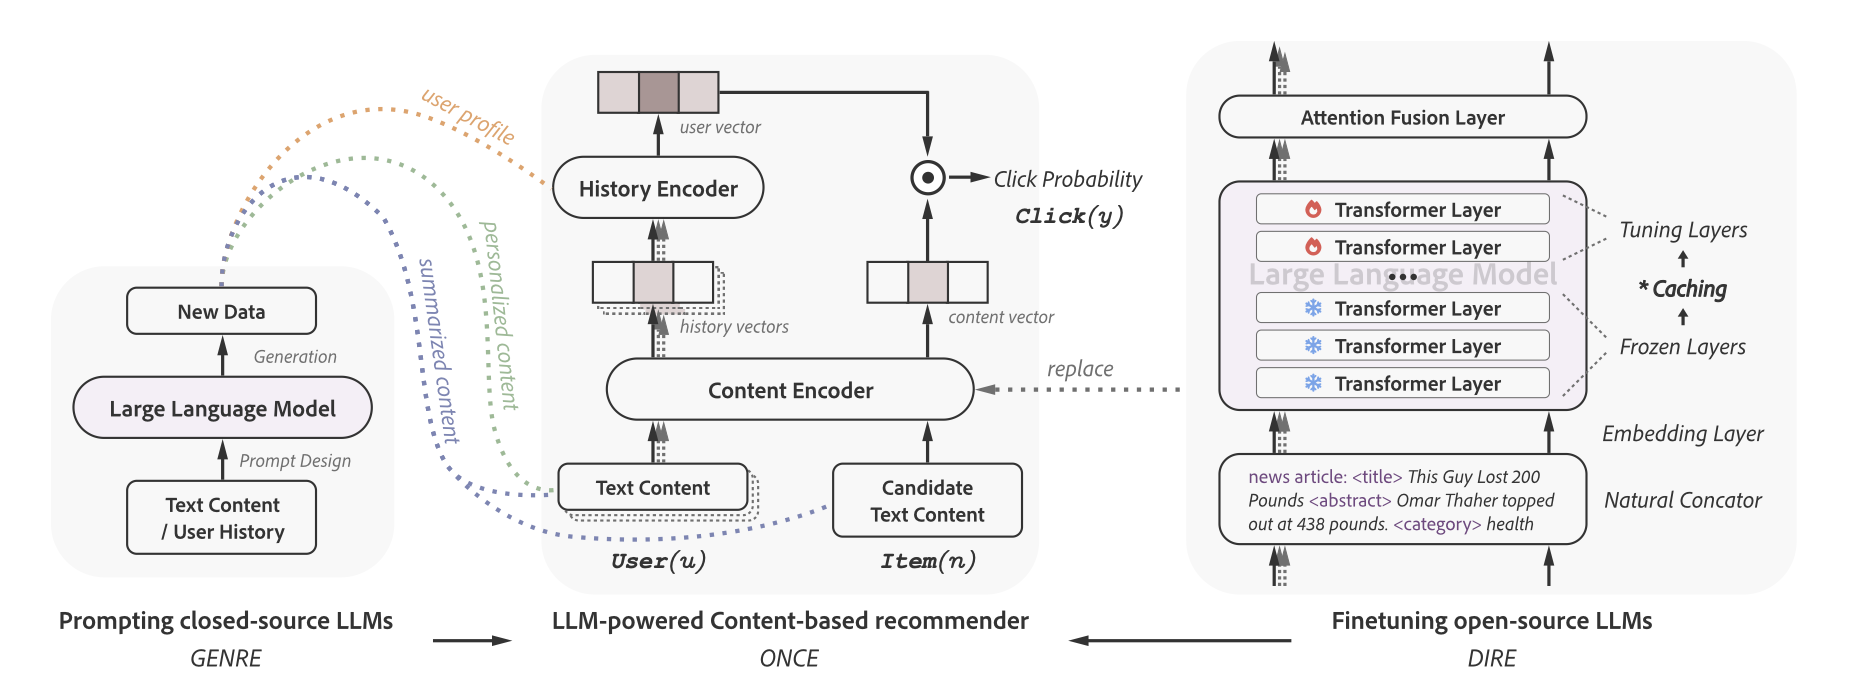 New Data
Generation
Large Language Model
Prompt Design
Text Content
/ User History
Prompting closed-source LLMs
GENRE
user profile
personalized content
summarized content
user vector
History Encoder
Click Probability
Click(y)
history vectors
content vector
Content Encoder
replace
Text Content
Candidate
Text Content
User(u)
Item(n)
LLM-powered Content-based recommender
ONCE
Attention Fusion Layer
Transformer Layer
Transformer Layer
Large Language Model
•••
Transformer Layer
Transformer Layer
Transformer Layer
Tuning Layers
* Caching
Frozen Layers
Embedding Layer
news article: <title> This Guy Lost 200
Pounds <abstract> Omar Thaher topped
out at 438 pounds. <category> health
Natural Concator
Finetuning open-source LLMs
DIRE